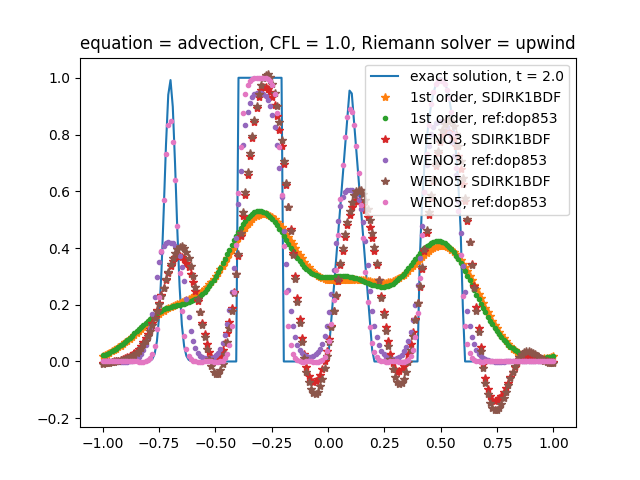 equation = advection, CFL = 1.0, Riemann solver = upwind
exact solution, t = 2.0
1st order, SDIRK1BDF
1st order, ref:dop853
WENO3, SDIRK1BDF
WENO3, ref:dop853
WENO5, SDIRK1BDF
WENO5, ref:dop853
1.0
0.8
0.6
0.4
0.2
0.0
−0.2
−1.00 −0.75 −0.50 −0.25 0.00 0.25 0.50 0.75 1.00